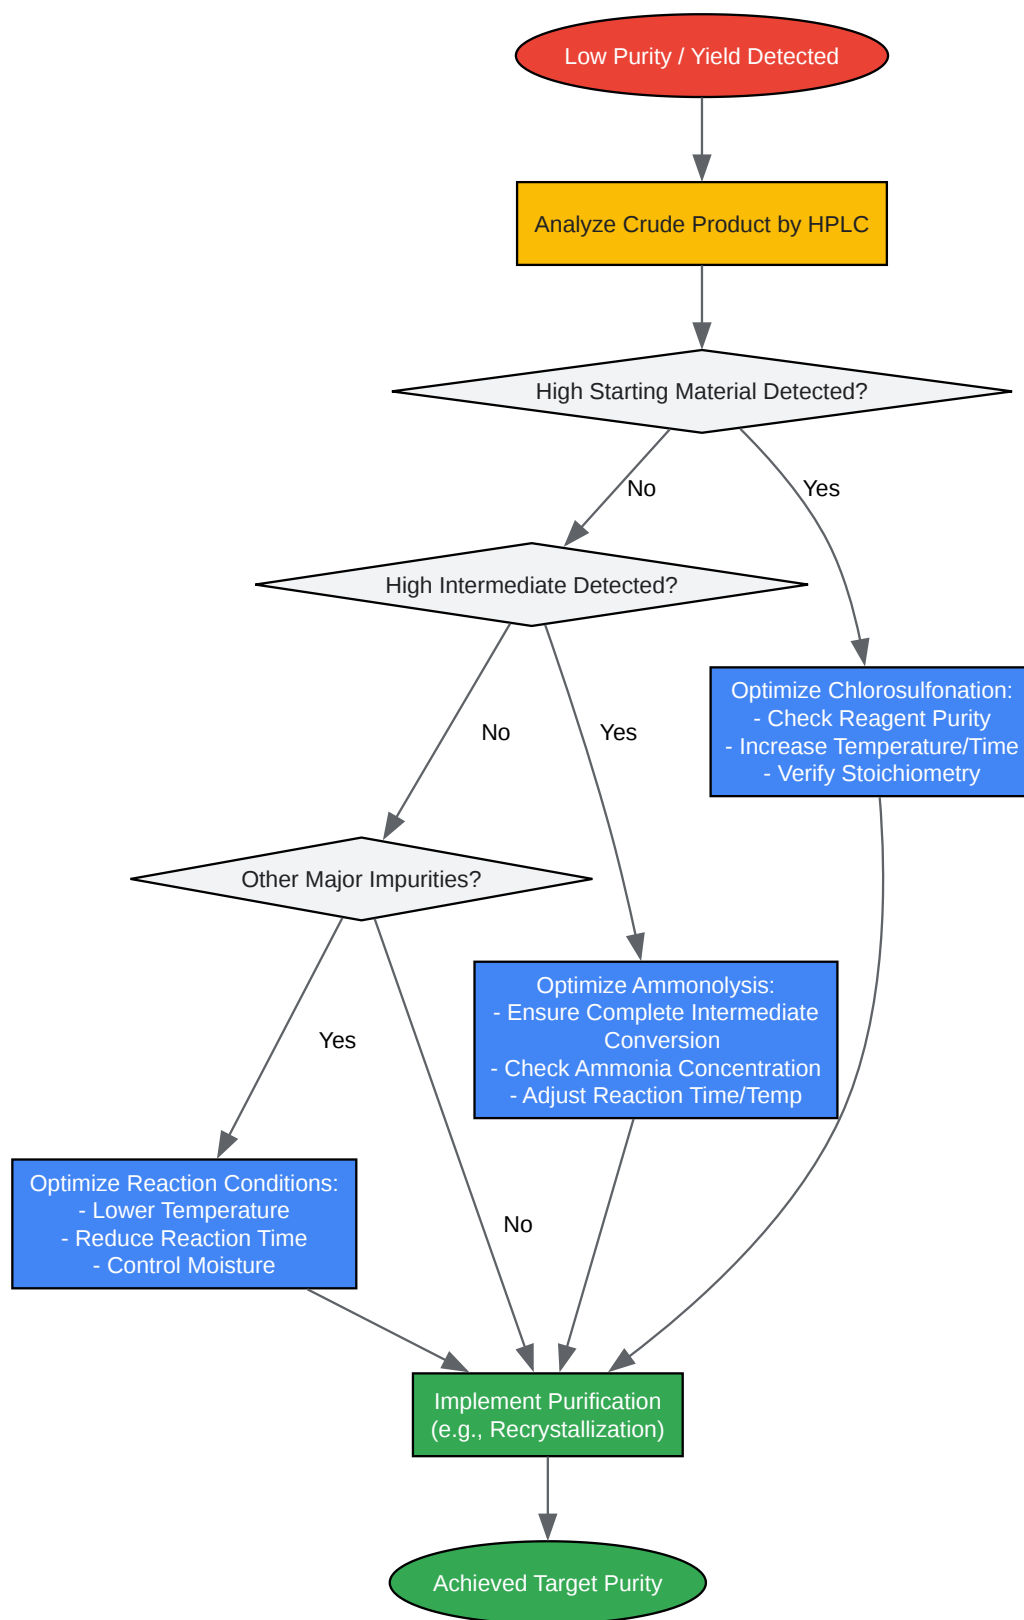 Low Purity / Yield Detected
Analyze Crude Product by HPLC
High Starting Material Detected?
No
Yes
High Intermediate Detected?
Optimize Chlorosulfonation:
- Check Reagent Purity
- Increase Temperature/Time
- Verify Stoichiometry
No
Yes
Other Major Impurities?
Optimize Ammonolysis:
- Ensure Complete Intermediate
Conversion
- Check Ammonia Concentration
- Adjust Reaction Time/Temp
Yes
Optimize Reaction Conditions:
- Lower Temperature
- Reduce Reaction Time
- Control Moisture
No
Implement Purification
(e.g., Recrystallization)
Achieved Target Purity